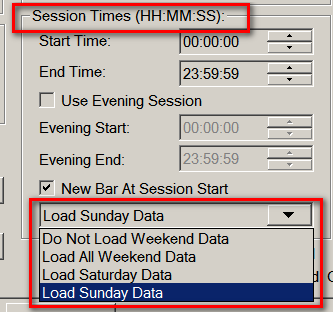 Session Times (HH:MM:SS):
Start Time: 00:00:00
End Time: 23:59:59
Use Evening Session
Evening Start: 00:00:00
Evening End: 23:59:59
New Bar At Session Start
Load Sunday Data
Do Not Load Weekend Data
Load All Weekend Data
Load Saturday Data
Load Sunday Data